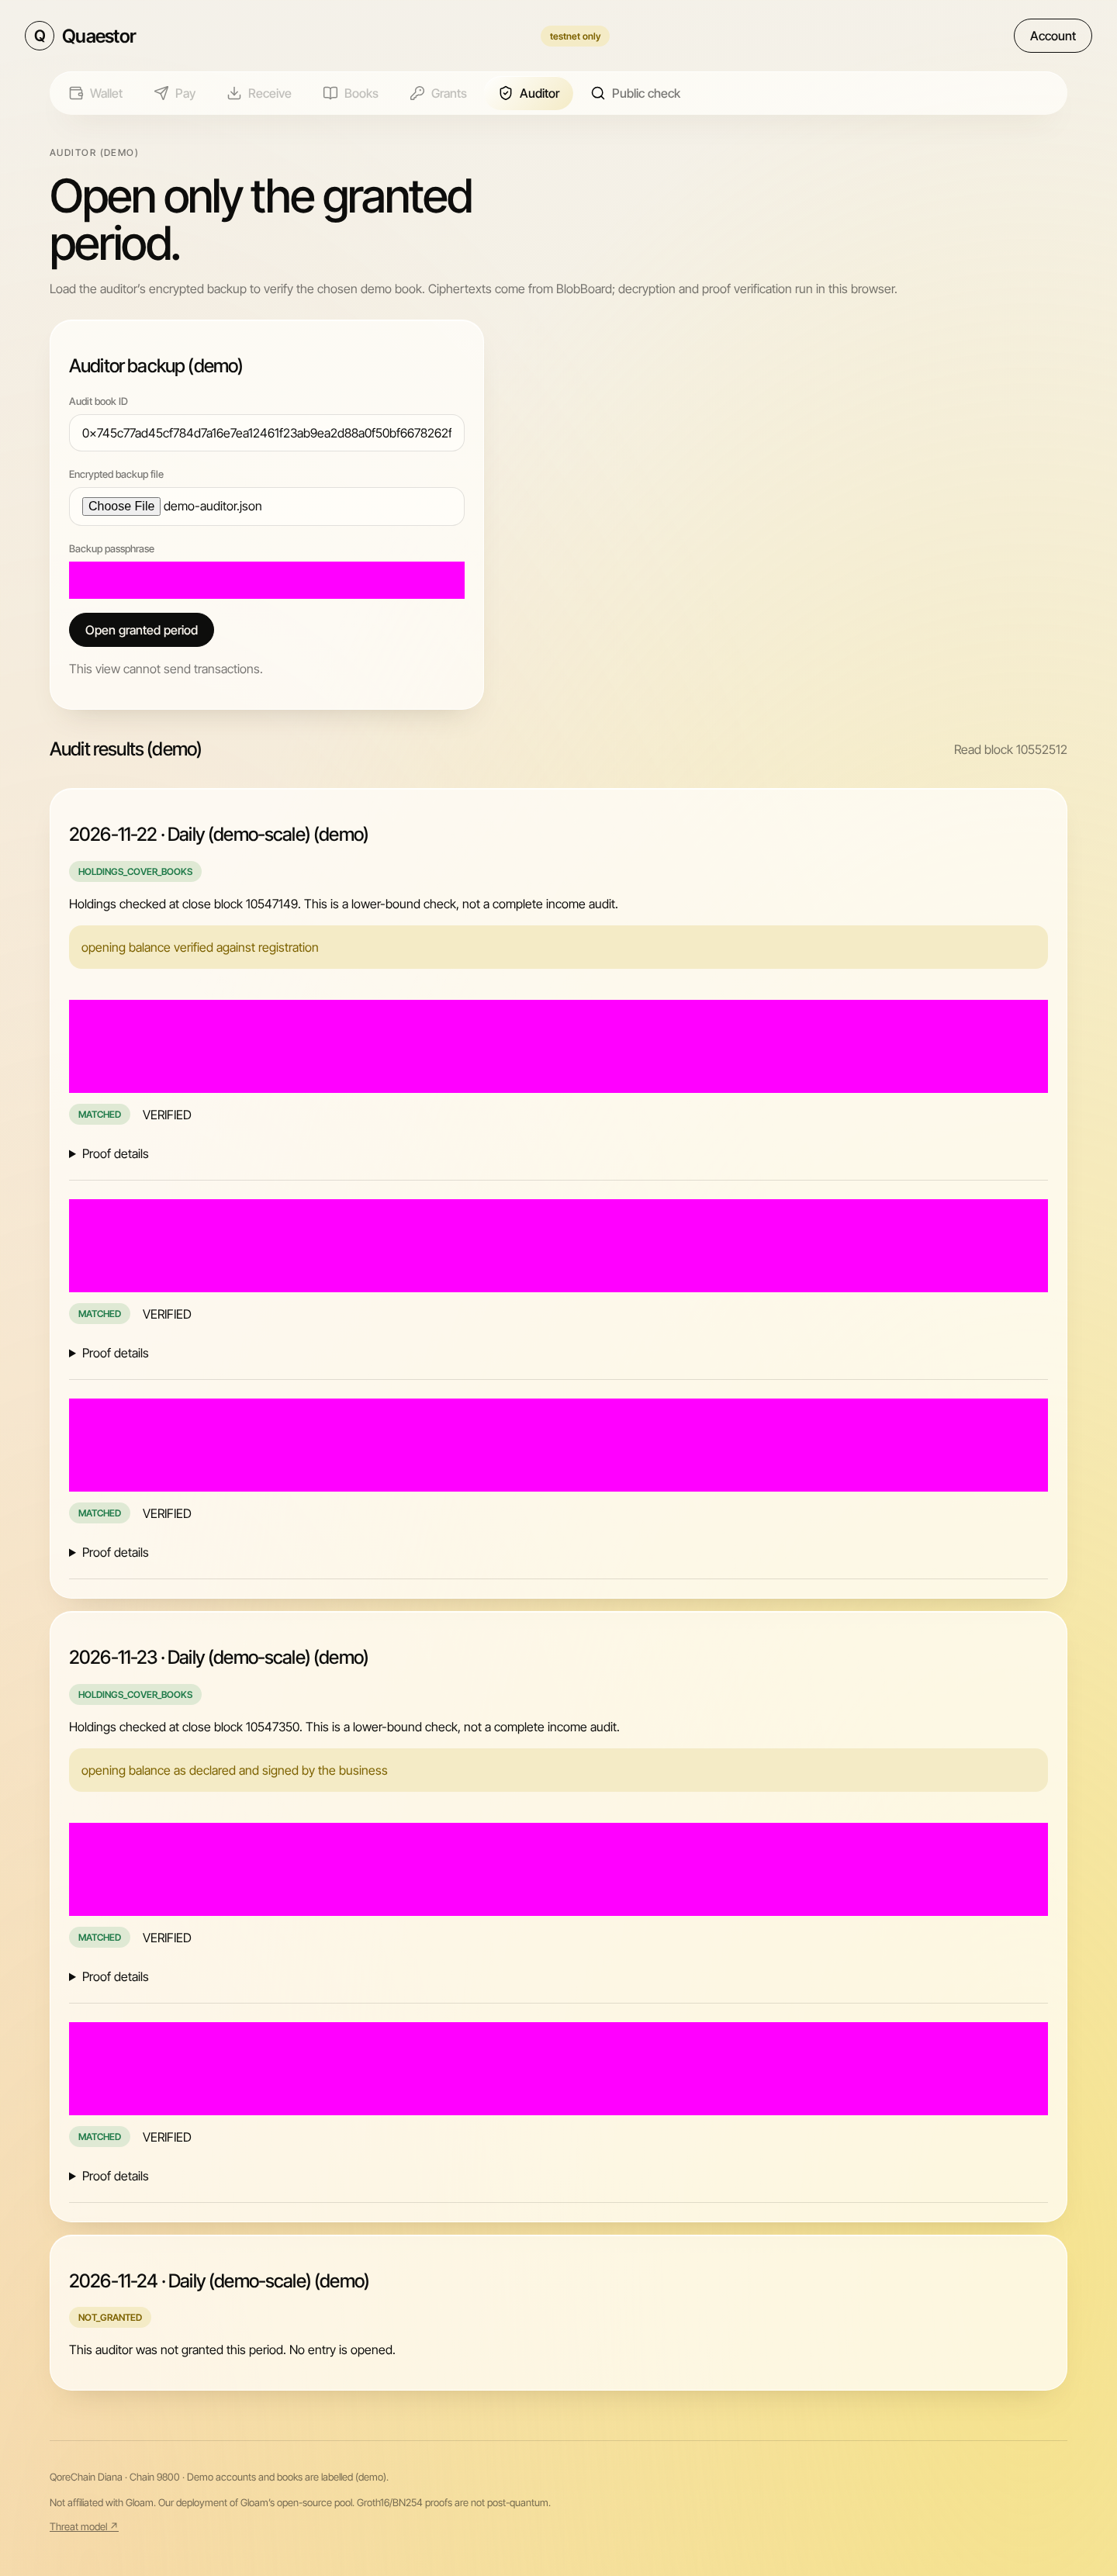 Q Quaestor
testnet only
Account
Wallet Pay Receive Books Grants Auditor Public check
AUDITOR (DEMO)
Open only the granted
period.
Load the auditor's encrypted backup to verify the chosen demo book. Ciphertexts come from BlobBoard; decryption and proof verification run in this browser.
Auditor backup (demo)
Audit book ID
0×745c77ad45cf784d7a16e7ea12461f23ab9ea2d88a0f50bf6678262f
Encrypted backup file
Choose File demo-auditor.json
Backup passphrase
Open granted period
This view cannot send transactions.
Audit results (demo)
Read block 10552512
2026-11-22 · Daily (demo-scale) (demo)
HOLDINGS_COVER_BOOKS
Holdings checked at close block 10547149. This is a lower-bound check, not a complete income audit.
opening balance verified against registration
MATCHED VERIFIED
Proof details
MATCHED VERIFIED
Proof details
MATCHED VERIFIED
Proof details
2026-11-23 · Daily (demo-scale) (demo)
HOLDINGS_COVER_BOOKS
Holdings checked at close block 10547350. This is a lower-bound check, not a complete income audit.
opening balance as declared and signed by the business
MATCHED VERIFIED
Proof details
MATCHED VERIFIED
Proof details
2026-11-24 · Daily (demo-scale) (demo)
NOT_GRANTED
This auditor was not granted this period. No entry is opened.
QoreChain Diana · Chain 9800 · Demo accounts and books are labelled (demo).
Not affiliated with Gloam. Our deployment of Gloam's open-source pool. Groth16/BN254 proofs are not post-quantum.
Threat model ↗